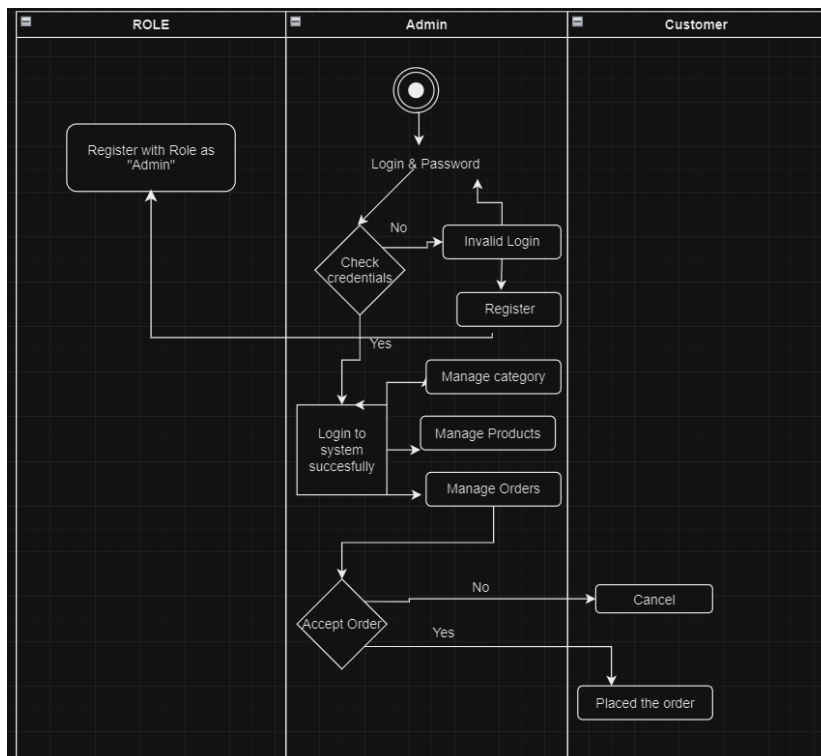 ROLE
Admin
Customer
Register with Role as
"Admin"
Login & Password
No
Invalid Login
Check
credentials
Register
Yes
Manage category
Login to
system
succesfully
Manage Products
Manage Orders
No
Cancel
Accept Order
Yes
Placed the order